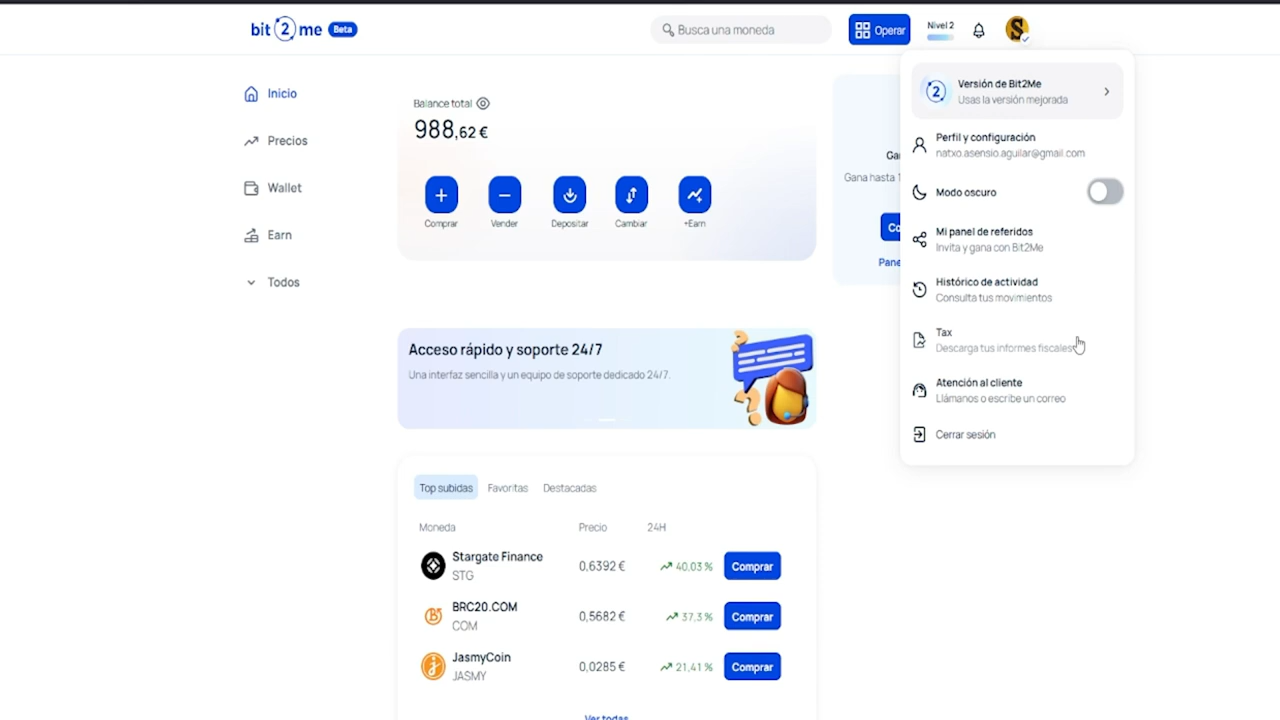 bit2me Beta
Busca una moneda
Operar
Nivel 2
Inicio
Precios
Wallet
Earn
Todos
Balance total
988,62 €
Comprar
Vender
Depositar
Cambiar
+Earn
Gana hasta
Versión de Bit2Me
Usas la versión mejorada
Perfil y configuración
natxo.asensio.aguilar@gmail.com
Modo oscuro
Mi panel de referidos
Invita y gana con Bit2Me
Histórico de actividad
Consulta tus movimientos
Tax
Descarga tus informes fiscales
Atención al cliente
Llámanos o escribe un correo
Cerrar sesión
Acceso rápido y soporte 24/7
Una interfaz sencilla y un equipo de soporte dedicado 24/7.
Top subidas
Favoritas
Destacadas
Moneda Precio 24H
Stargate Finance
STG
0,6392 € 40,03 % Comprar
BRC20.COM
COM
0,5682 € 37,3 % Comprar
JasmyCoin
JASMY
0,0285 € 21,41 % Comprar
Ver todas